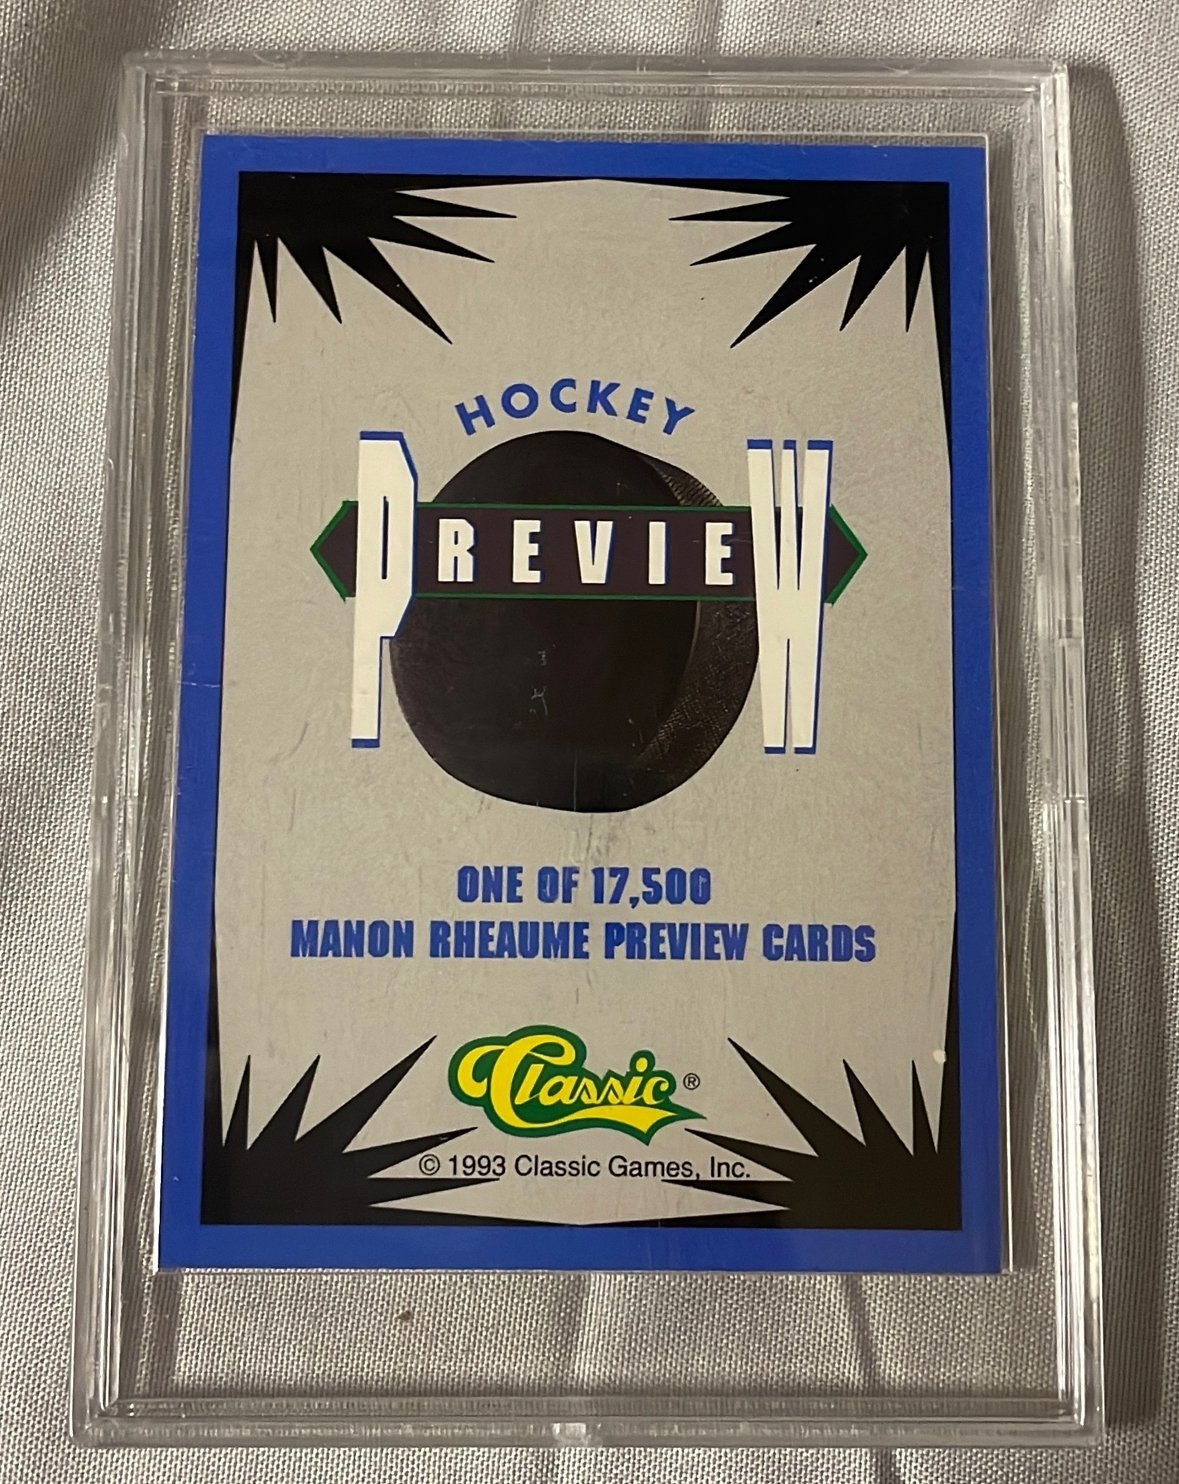 HOCKEY
PREVIEW
ONE OF 17,500
MANON RHEAUME PREVIEW CARDS
Classic ®
© 1993 Classic Games, Inc.